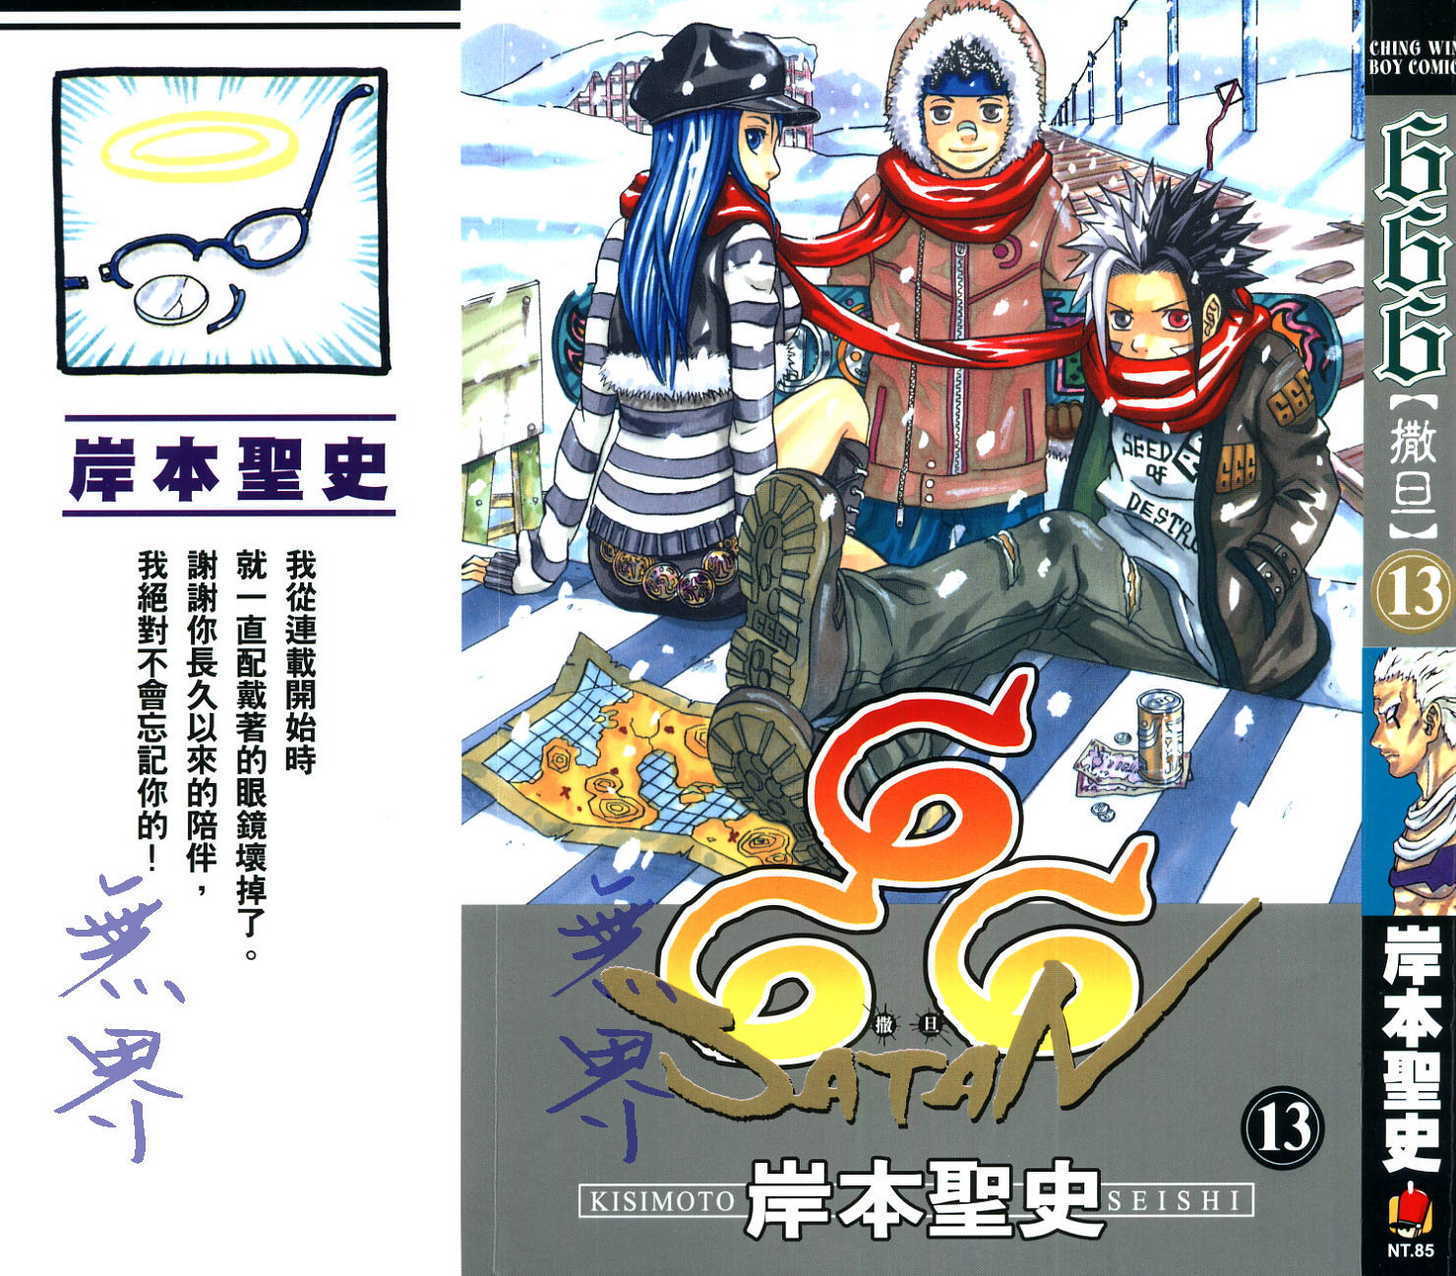 岸本聖史
我從連載開始時
就一直配戴著的眼鏡壞掉了。
謝謝你長久以來的陪伴，
我絕對不會忘記你的！
無界
SEED
OF
DESTRU
666
666
撒旦
SATAN
無界
13
KISIMOTO 岸本聖史 SEISHI
CHING WIN
BOY COMIC
666
【撒旦】
13
岸本聖史
NT.85